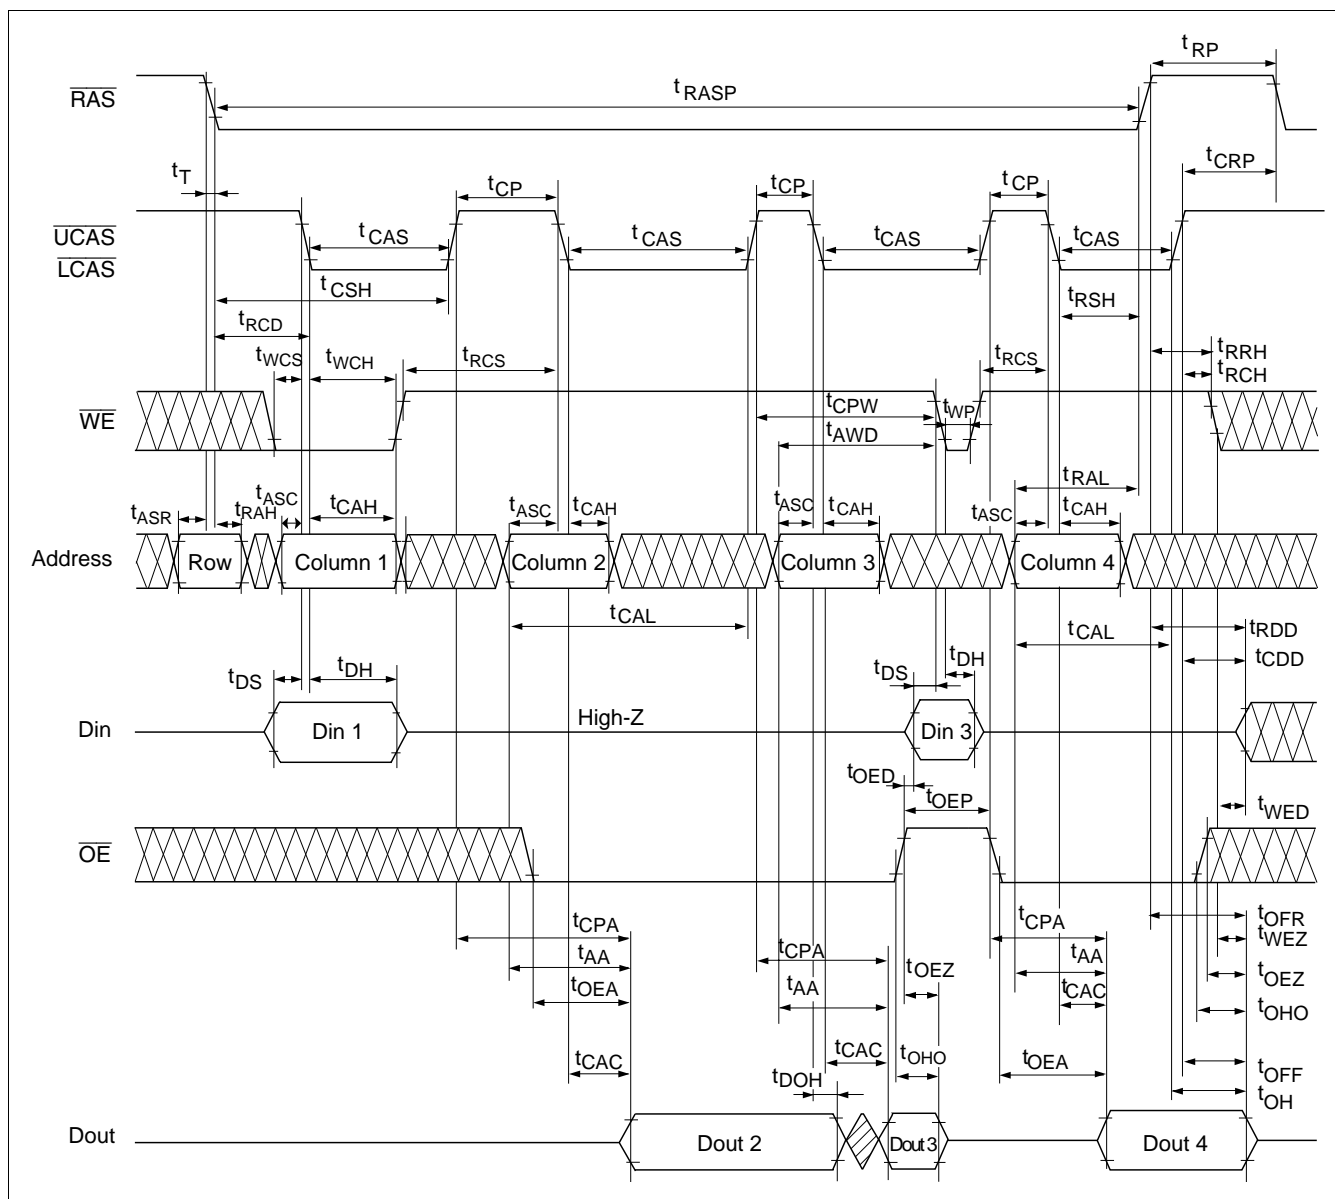 tRP
RAS
tRASP
tCRP
tT
tCP
tCP
tCP
UCAS
LCAS
tCAS
tCAS
tCAS
tCAS
tCSH
tRSH
tRCD
tWCS
tWCH
tRCS
tRCS
tRRH
tRCH
WE
tCPW
tWP
tAWD
tRAL
tASR
tRAH
tASC
tCAH
tASC
tCAH
tASC
tCAH
tASC
tCAH
Address
Row
Column 1
Column 2
Column 3
Column 4
tCAL
tCAL
tRDD
tCDD
tDS
tDH
tDS
tDH
Din
Din 1
High-Z
Din 3
tOED
tOEP
tWED
OE
tCPA
tCPA
tCPA
tOFR
tWEZ
tAA
tAA
tOEZ
tAA
tOEZ
tOEA
tCAC
tOHO
tCAC
tCAC
tOHO
tOEA
tOFF
tDOH
tOH
Dout
Dout 2
Dout 3
Dout 4